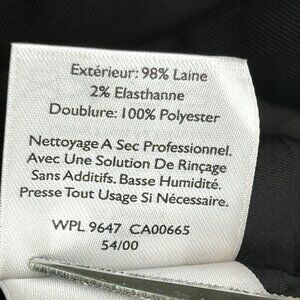 Extérieur: 98% Laine
2% Elasthanne
Doublure: 100% Polyester
Nettoyage A Sec Professionnel.
Avec Une Solution De Rinçage
Sans Additifs. Basse Humidité.
Presse Tout Usage Si Nécessaire.
WPL 9647 CA00665
54/00